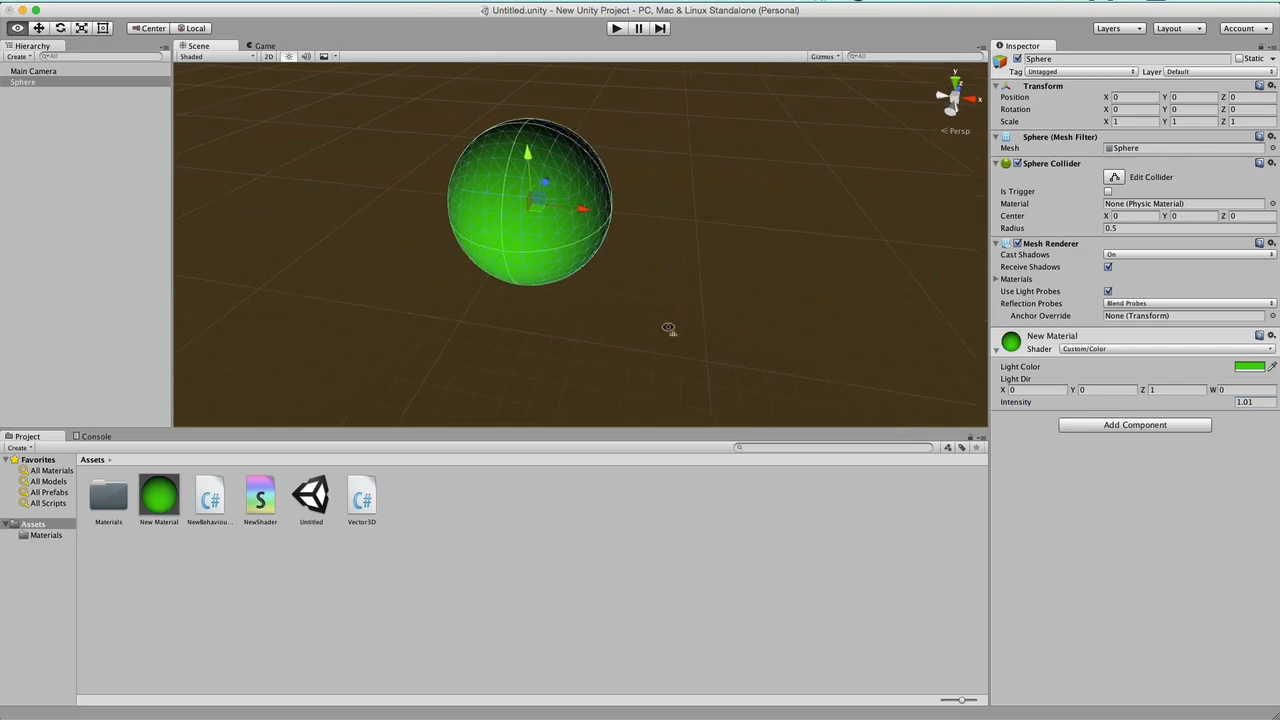 Untitled.unity - New Unity Project - PC, Mac & Linux Standalone (Personal)
Center Local Layers Layout Account
Hierarchy
Create All
Main Camera
Sphere
Scene Game
Shaded 2D Gizmos All
y
z
x
Persp
Inspector
Sphere Static
Tag Untagged Layer Default
Transform
Position X 0 Y 0 Z 0
Rotation X 0 Y 0 Z 0
Scale X 1 Y 1 Z 1
Sphere (Mesh Filter)
Mesh Sphere
Sphere Collider
Edit Collider
Is Trigger
Material None (Physic Material)
Center X 0 Y 0 Z 0
Radius 0.5
Mesh Renderer
Cast Shadows On
Receive Shadows
Materials
Use Light Probes
Reflection Probes Blend Probes
Anchor Override None (Transform)
New Material
Shader Custom/Color
Light Color
Light Dir
X 0 Y 0 Z 1 W 0
Intensity 1.01
Add Component
Project Console
Create
Favorites
All Materials
All Models
All Prefabs
All Scripts
Assets
Materials
Assets
C# S C#
Materials New Material NewBehaviou... NewShader Untitled Vector3D